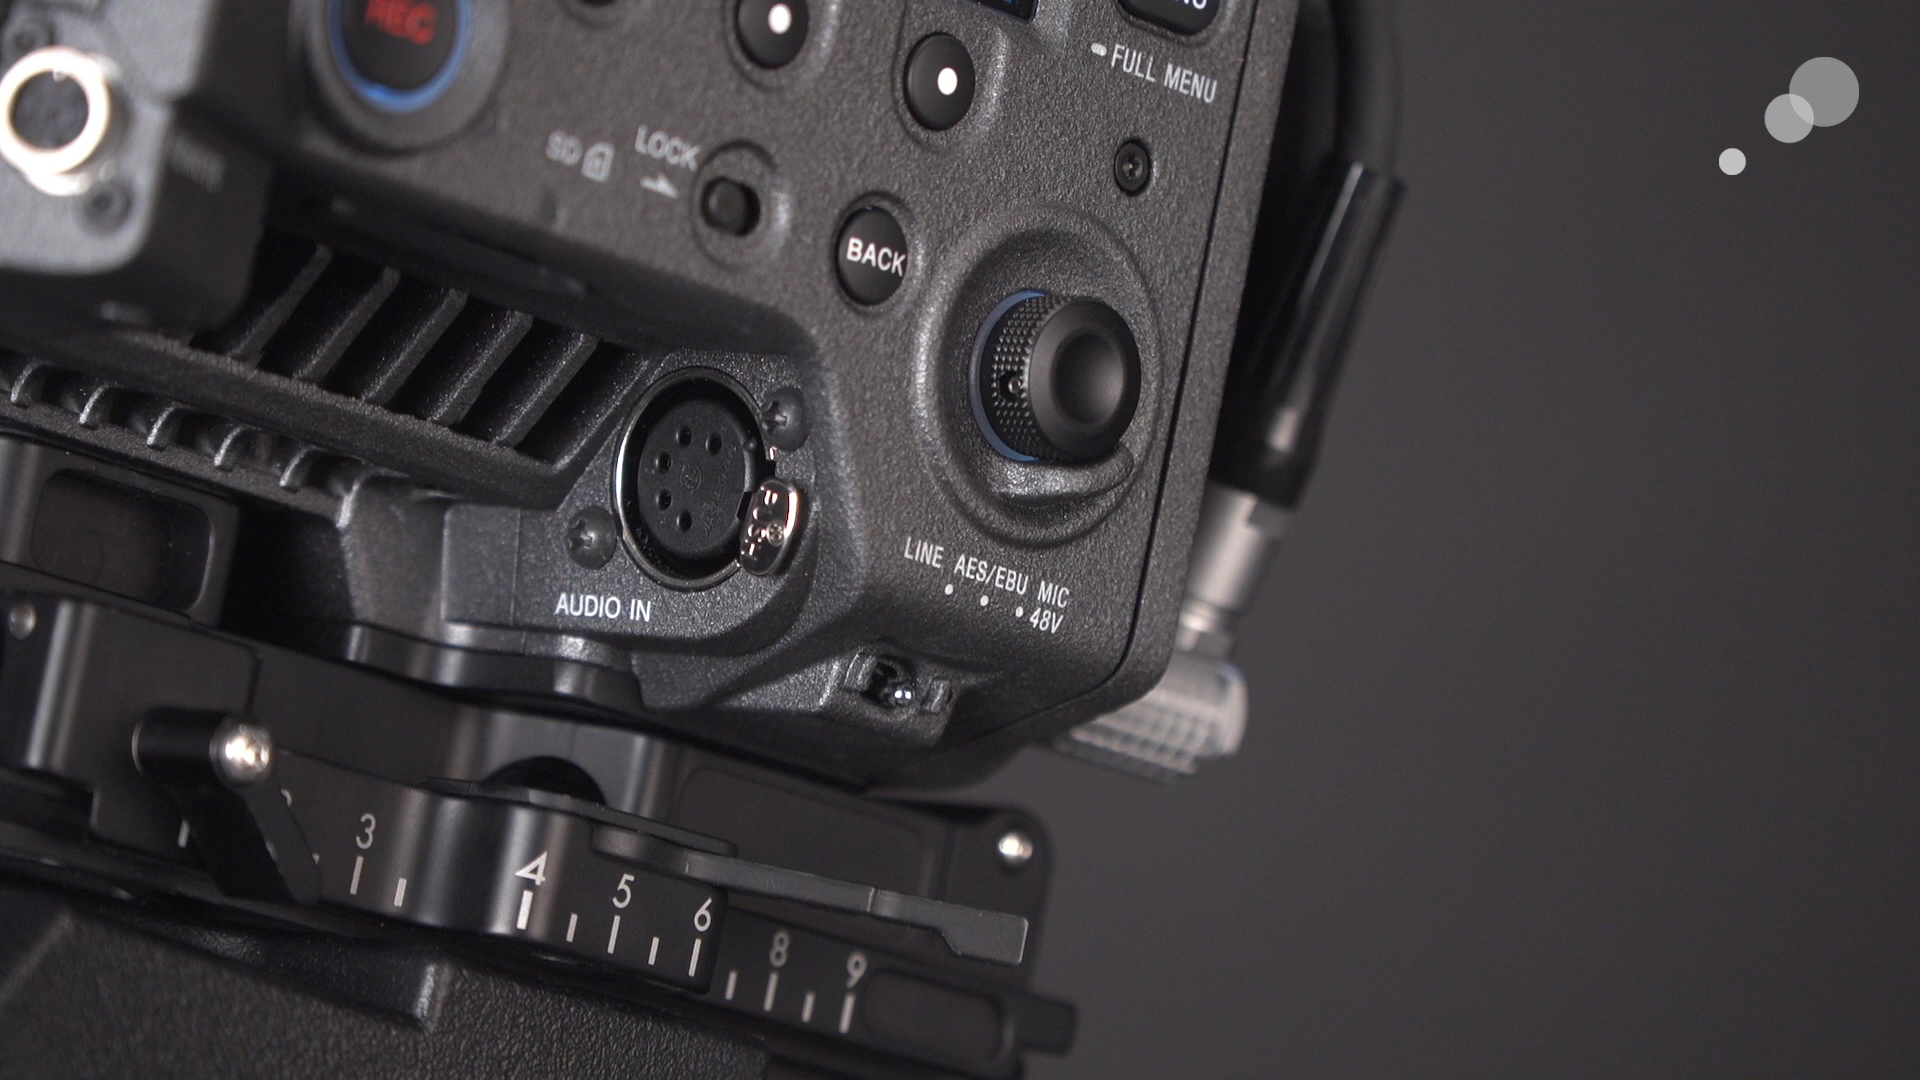 REC
FULL MENU
LOCK
SD
BACK
LINE AES/EBU MIC
48V
PUSH
AUDIO IN
3
4
5
6
8
9